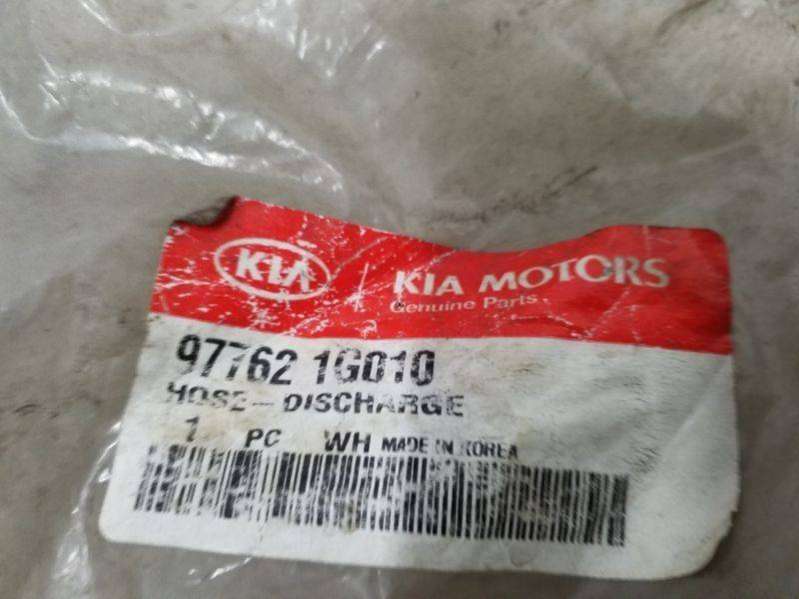 KIA KIA MOTORS
Genuine Parts
97762 1G010
HOSE-DISCHARGE
1 PC WH MADE IN KOREA